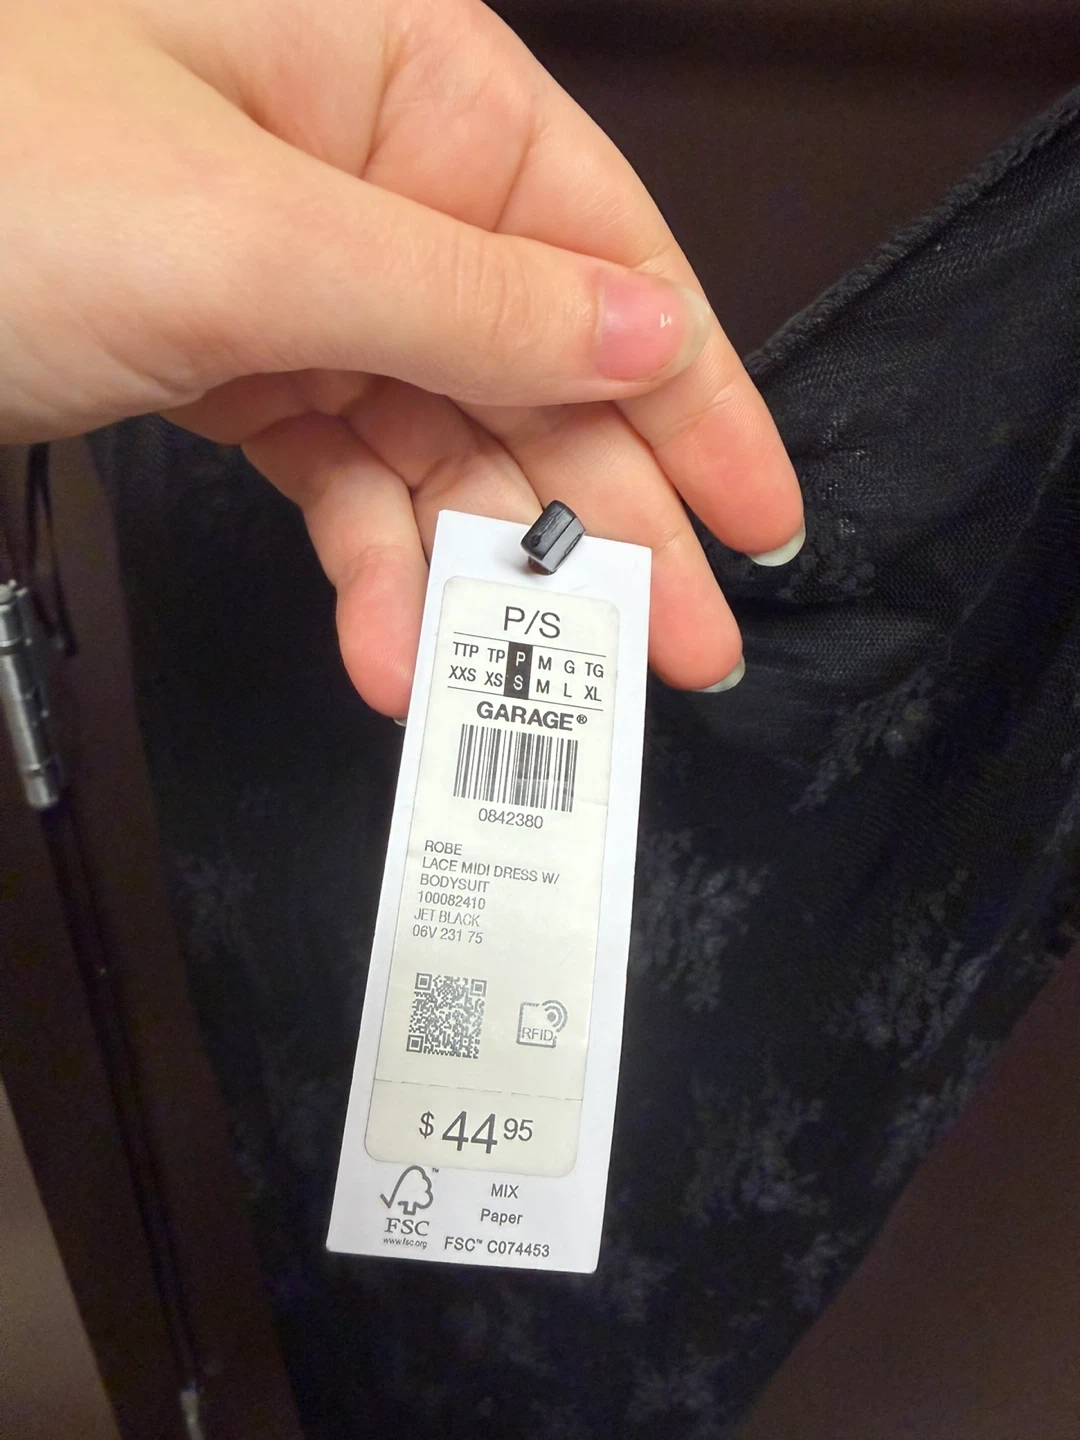 P/S
TTP TP P M G TG
XXS XS S M L XL
GARAGE®
0842380
ROBE
LACE MIDI DRESS W/
BODYSUIT
100082410
JET BLACK
06V 231 75
RFID
$ 44 95
FSC™
www.fsc.org
MIX
Paper
FSC™ C074453